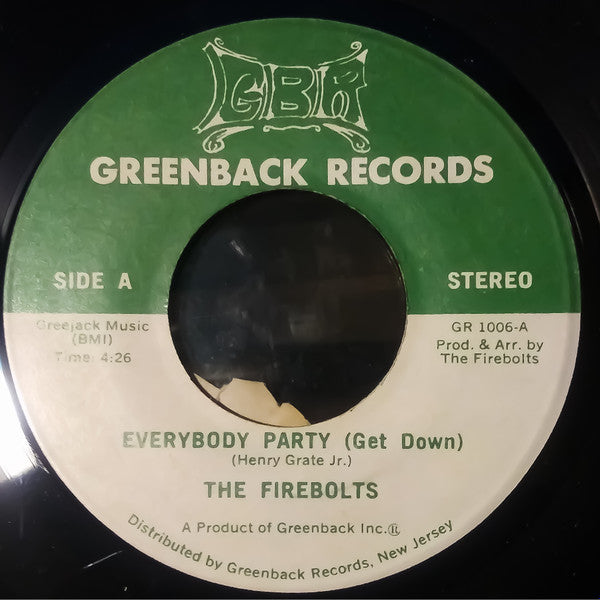 GBR
GREENBACK RECORDS
SIDE A
STEREO
Greejack Music
(BMI)
Time: 4:26
GR 1006-A
Prod. & Arr. by
The Firebolts
EVERYBODY PARTY (Get Down)
(Henry Grate Jr.)
THE FIREBOLTS
A Product of Greenback Inc.®
Distributed by Greenback Records, New Jersey